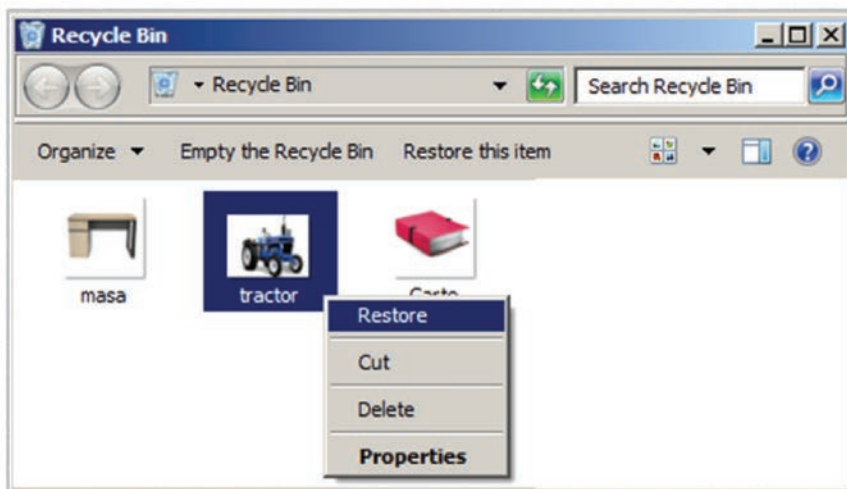 Recycle Bin
Recycle Bin
Search Recycle Bin
Organize
Empty the Recycle Bin
Restore this item
masa
tractor
Restore
Cut
Delete
Properties